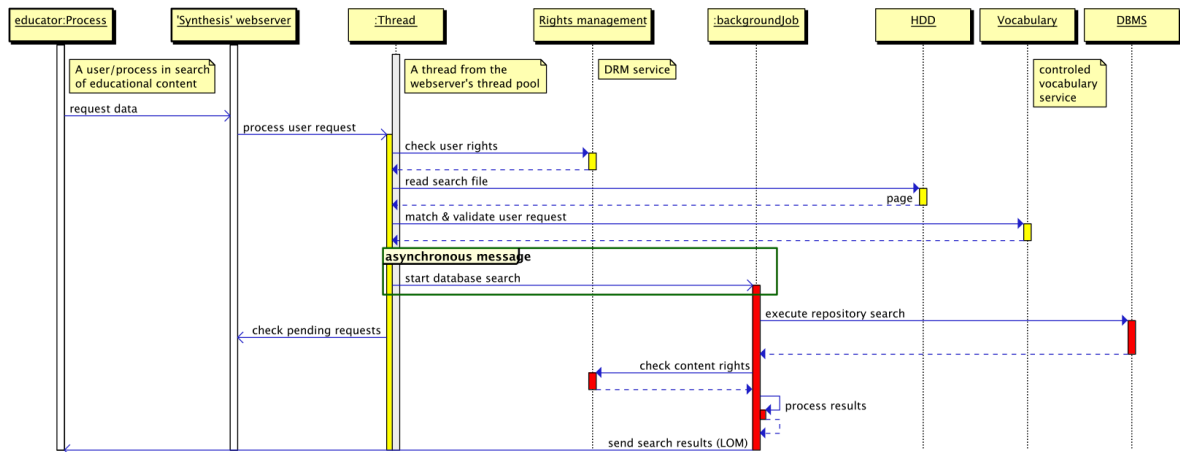 educator:Process
'Synthesis' webserver
:Thread
Rights management
:backgroundJob
HDD
Vocabulary
DBMS
A user/process in search
of educational content
A thread from the
webserver's thread pool
DRM service
controled
vocabulary
service
request data
process user request
check user rights
read search file
page
match & validate user request
asynchronous message
start database search
execute repository search
check pending requests
check content rights
process results
send search results (LOM)